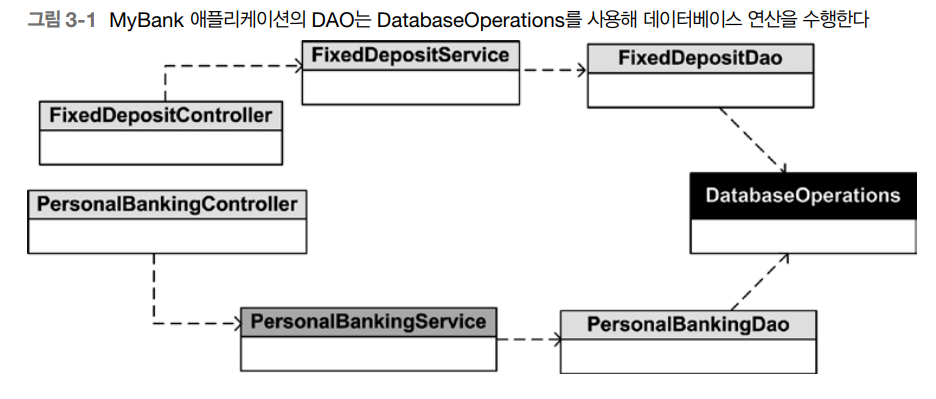 그림 3-1 MyBank 애플리케이션의 DAO는 DatabaseOperations를 사용해 데이터베이스 연산을 수행한다
FixedDepositService
FixedDepositDao
FixedDepositController
DatabaseOperations
PersonalBankingController
PersonalBankingService
PersonalBankingDao